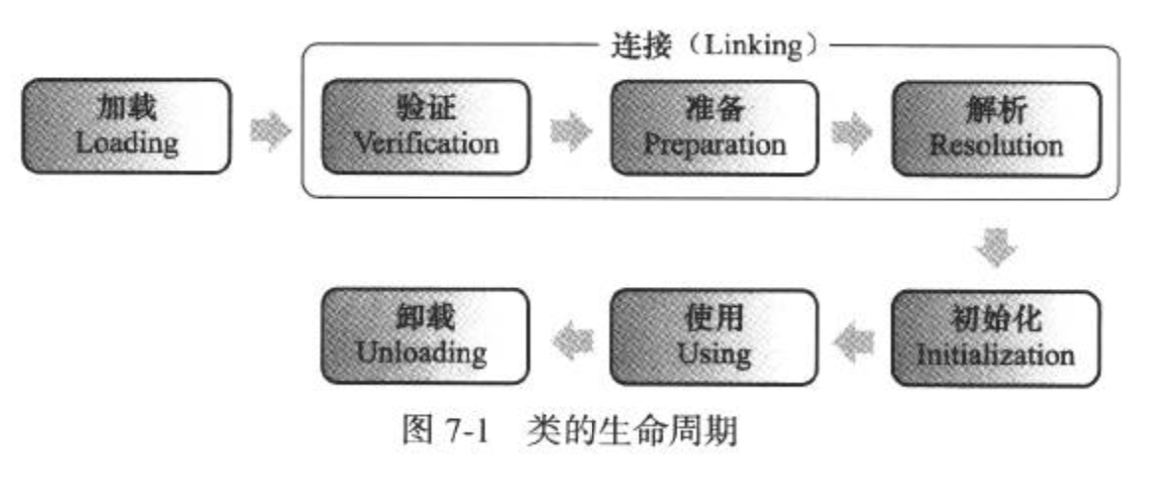 连接（Linking）
加载
Loading
验证
Verification
准备
Preparation
解析
Resolution
卸载
Unloading
使用
Using
初始化
Initialization
图 7-1 类的生命周期